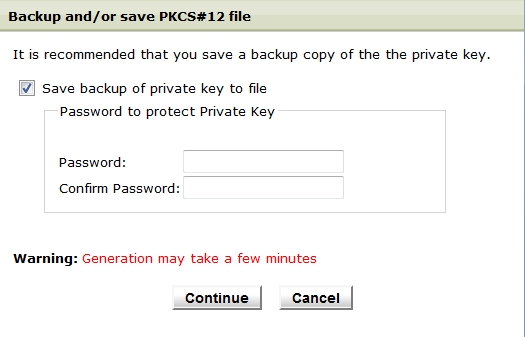 Backup and/or save PKCS#12 file
It is recommended that you save a backup copy of the the private key.
Save backup of private key to file
Password to protect Private Key
Password:
Confirm Password:
Warning: Generation may take a few minutes
Continue Cancel